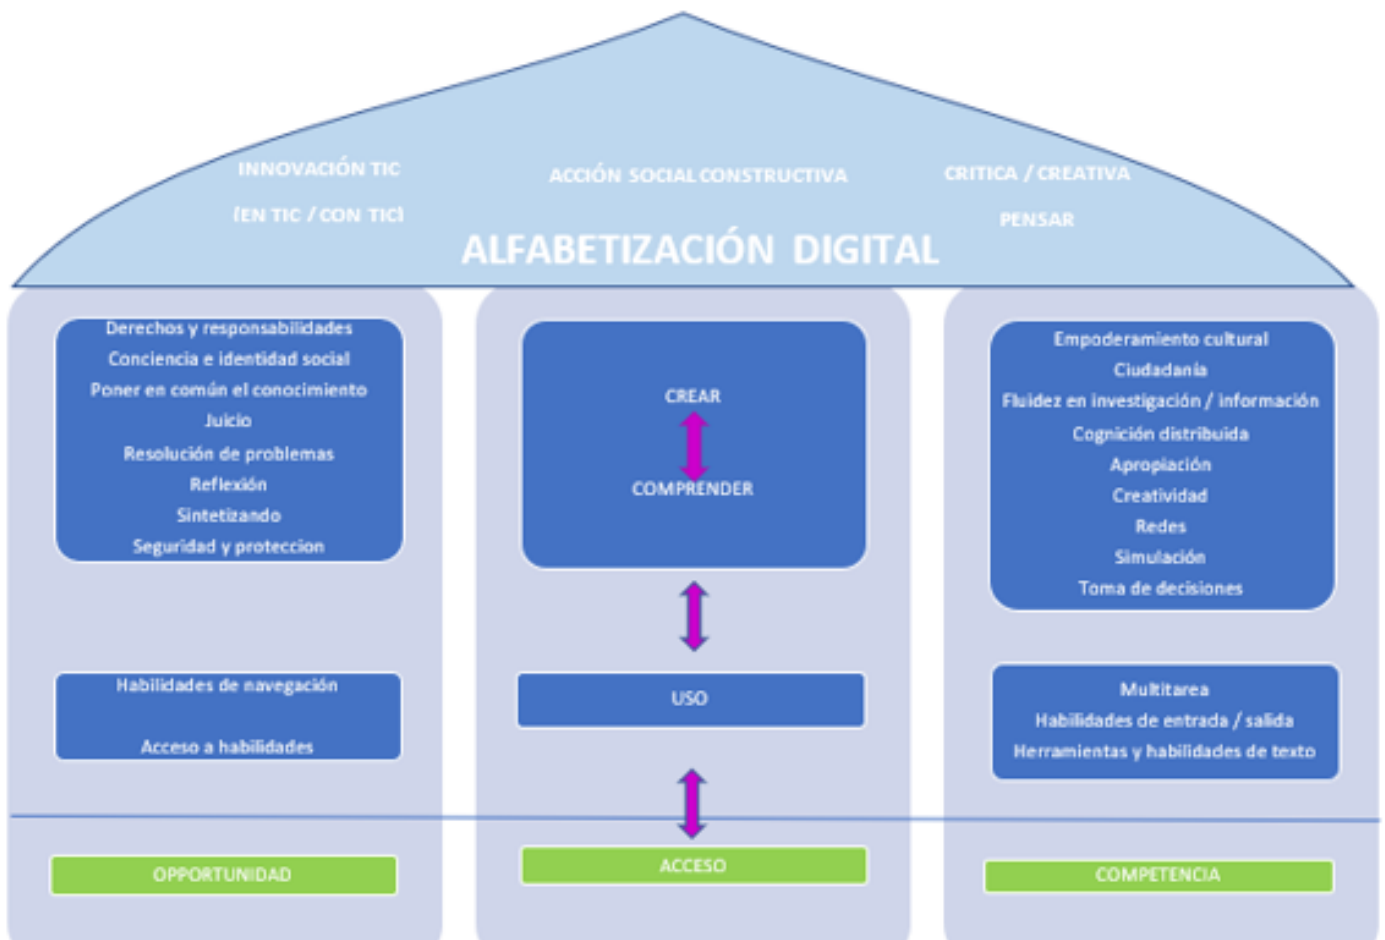 INNOVACIÓN TIC
(EN TIC / CON TIC)
ACCIÓN SOCIAL CONSTRUCTIVA
CRITICA / CREATIVA
PENSAR
ALFABETIZACIÓN DIGITAL
Derechos y responsabilidades
Conciencia e identidad social
Poner en común el conocimiento
Juicio
Resolución de problemas
Reflexión
Sintetizando
Seguridad y proteccion
Habilidades de navegación
Acceso a habilidades
OPPORTUNIDAD
CREAR
COMPRENDER
USO
ACCESO
Empoderamiento cultural
Ciudadanía
Fluidez en investigación / información
Cognición distribuida
Apropiación
Creatividad
Redes
Simulación
Toma de decisiones
Multitarea
Habilidades de entrada / salida
Herramientas y habilidades de texto
COMPETENCIA